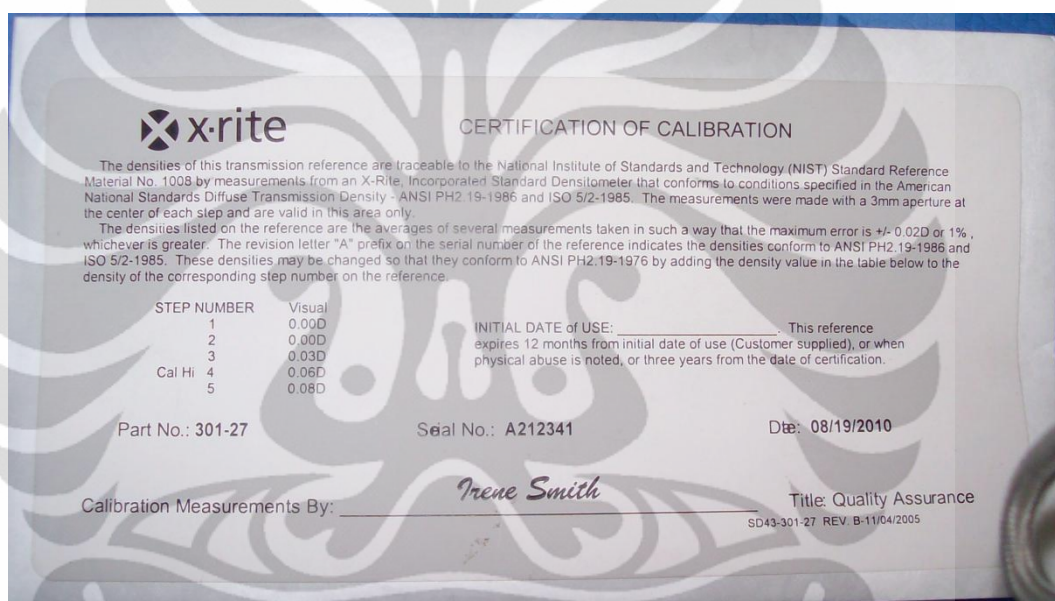 x·rite
CERTIFICATION OF CALIBRATION
The densities of this transmission reference are traceable to the National Institute of Standards and Technology (NIST) Standard Reference
Material No. 1008 by measurements from an X-Rite, Incorporated Standard Densitometer that conforms to conditions specified in the American
National Standards Diffuse Transmission Density - ANSI PH2.19-1986 and ISO 5/2-1985. The measurements were made with a 3mm aperture at
the center of each step and are valid in this area only.
The densities listed on the reference are the averages of several measurements taken in such a way that the maximum error is +/- 0.02D or 1% ,
whichever is greater. The revision letter "A" prefix on the serial number of the reference indicates the densities conform to ANSI PH2.19-1986 and
ISO 5/2-1985. These densities may be changed so that they conform to ANSI PH2.19-1976 by adding the density value in the table below to the
density of the corresponding step number on the reference.
STEP NUMBER Visual
1 0.00D
2 0.00D
3 0.03D
Cal Hi 4 0.06D
5 0.08D
INITIAL DATE of USE: ____________________. This reference
expires 12 months from initial date of use (Customer supplied), or when
physical abuse is noted, or three years from the date of certification.
Part No.: 301-27 Serial No.: A212341 Date: 08/19/2010
Calibration Measurements By: Irene Smith Title: Quality Assurance
SD43-301-27 REV. B-11/04/2005